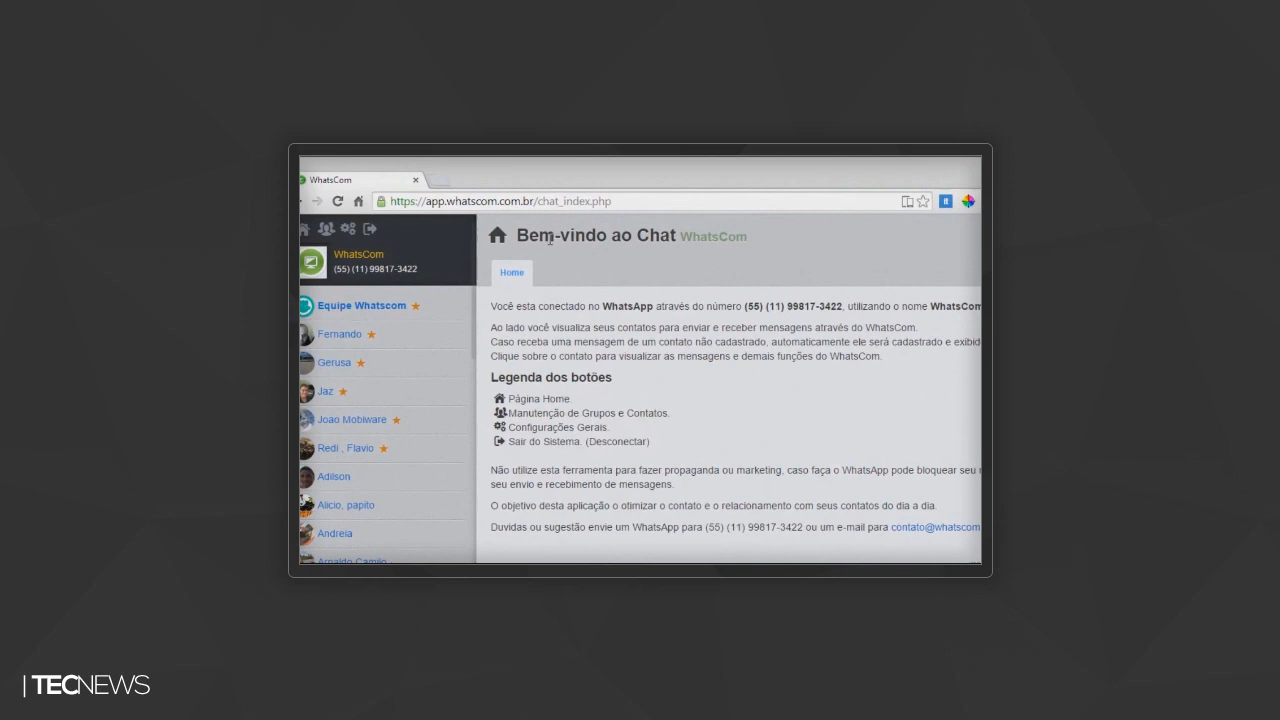 WhatsCom
https://app.whatscom.com.br/chat_index.php
WhatsCom
(55) (11) 99817-3422
Equipe Whatscom
Fernando
Gerusa
Jaz
Joao Mobiware
Redi , Flavio
Adilson
Alicio, papito
Andreia
Arnaldo Camilo
Bem-vindo ao Chat WhatsCom
Home
Você esta conectado no WhatsApp através do número (55) (11) 99817-3422, utilizando o nome WhatsCom
Ao lado você visualiza seus contatos para enviar e receber mensagens através do WhatsCom.
Caso receba uma mensagem de um contato não cadastrado, automaticamente ele será cadastrado e exibid
Clique sobre o contato para visualizar as mensagens e demais funções do WhatsCom.
Legenda dos botões
Página Home.
Manutenção de Grupos e Contatos.
Configurações Gerais.
Sair do Sistema. (Desconectar)
Não utilize esta ferramenta para fazer propaganda ou marketing, caso faça o WhatsApp pode bloquear seu
seu envio e recebimento de mensagens.
O objetivo desta aplicação o otimizar o contato e o relacionamento com seus contatos do dia a dia.
Duvidas ou sugestão envie um WhatsApp para (55) (11) 99817-3422 ou um e-mail para contato@whatscom
| TECNEWS